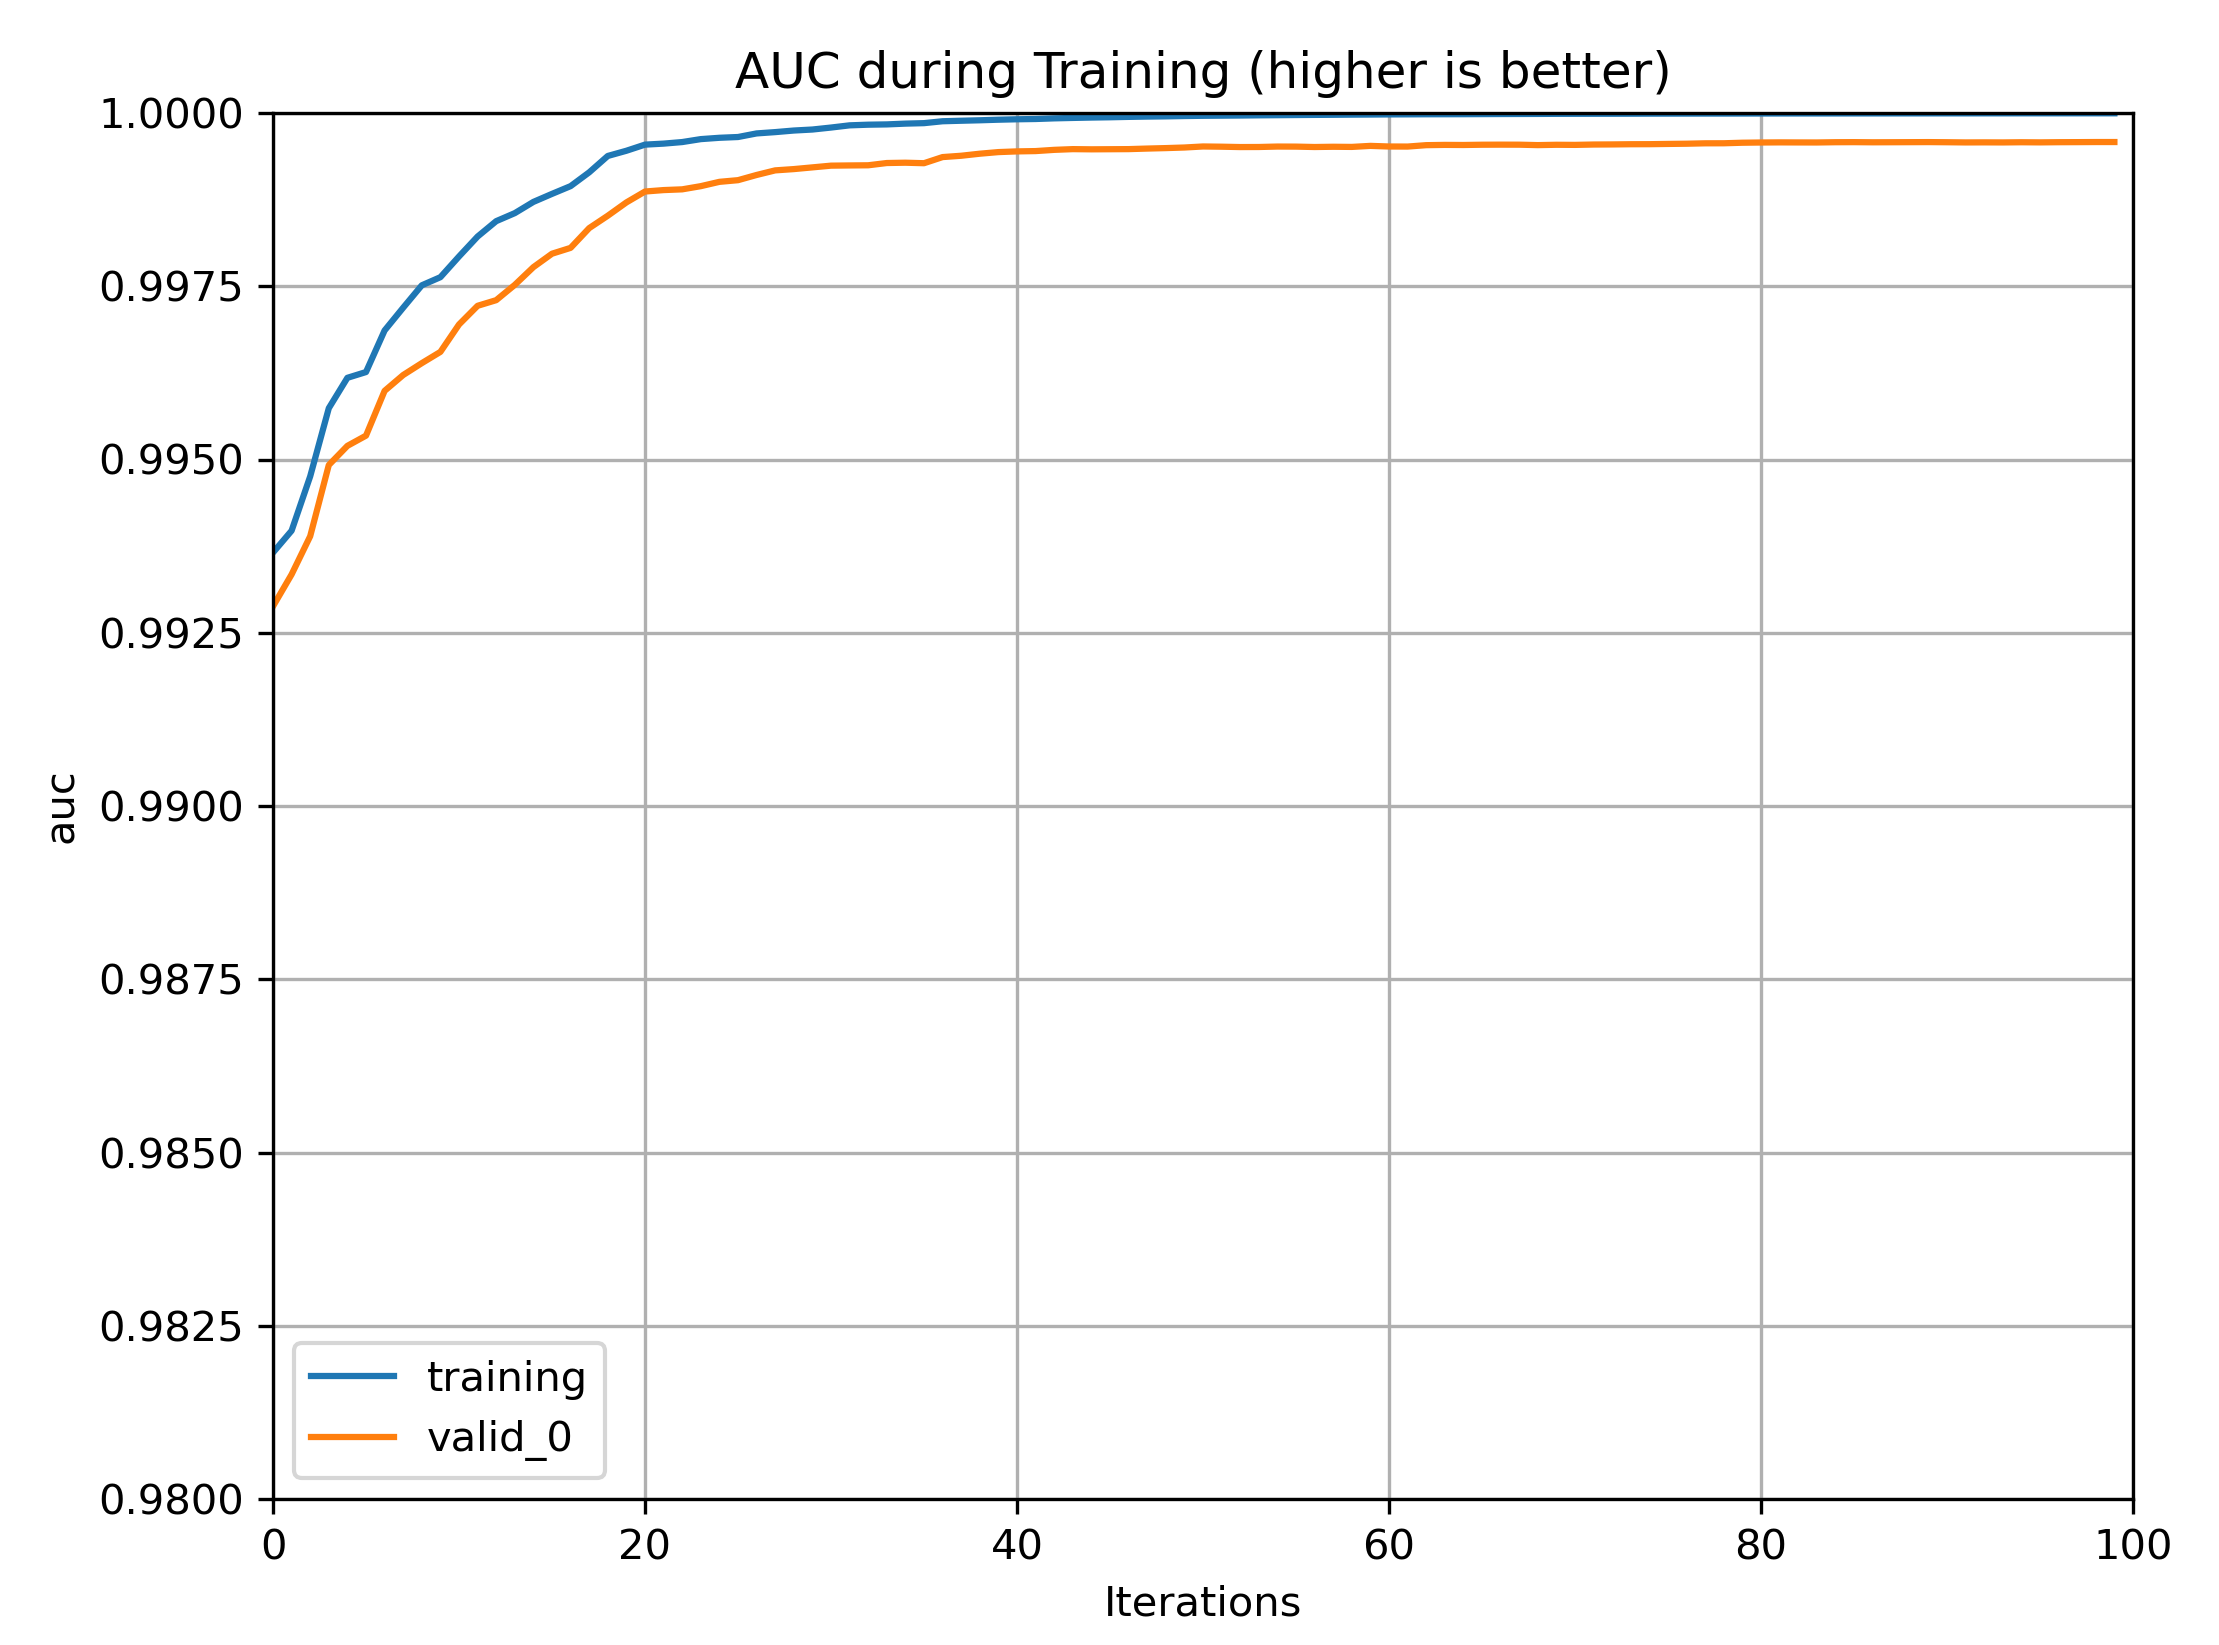 AUC during Training (higher is better)
1.0000
0.9975
0.9950
0.9925
0.9900
0.9875
0.9850
0.9825
0.9800
auc
training
valid_0
0 20 40 60 80 100
Iterations